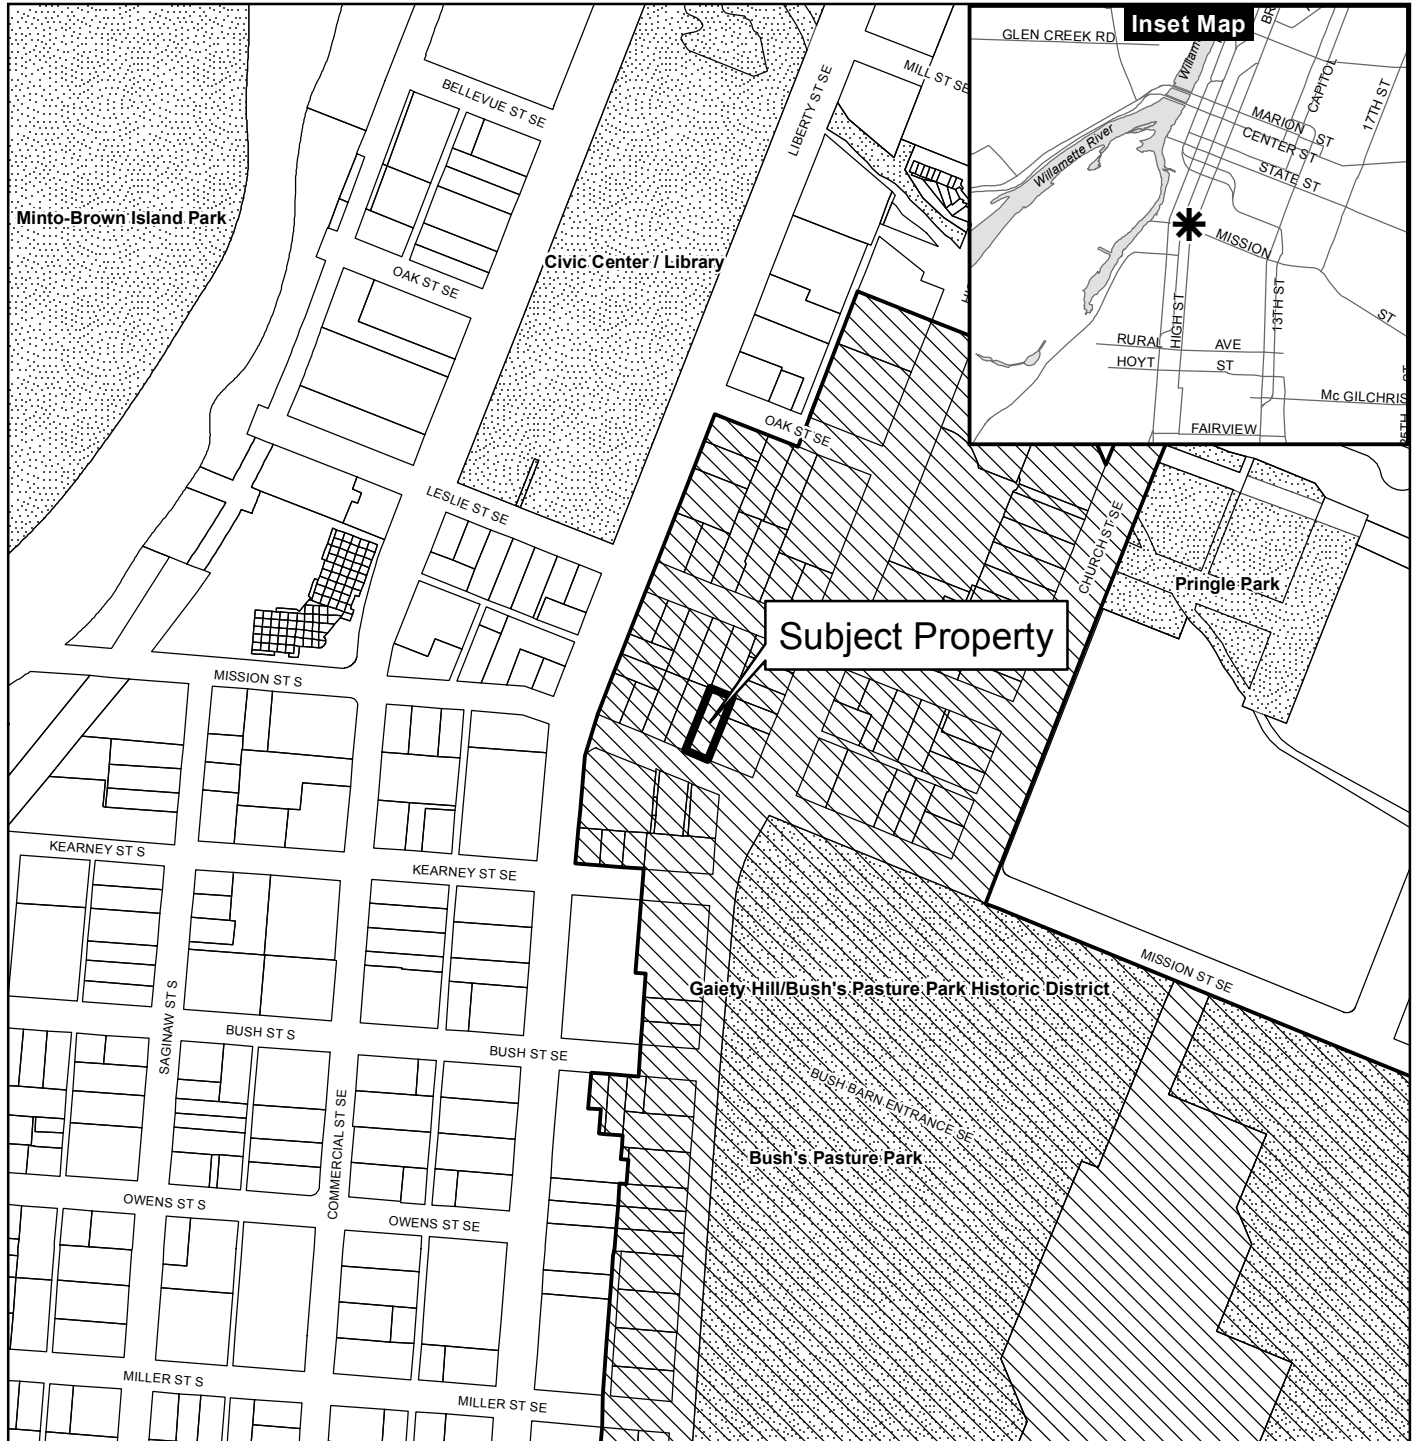 Inset Map
GLEN CREEK RD
Willamette River
MARION ST
CENTER ST
STATE ST
CAPITOL
17TH ST
MISSION ST
HIGH ST
13TH ST
RURAL AVE
HOYT ST
Mc GILCHRIS
FAIRVIEW
25TH ST
BELLEVUE ST SE
LIBERTY ST SE
MILL ST SE
Minto-Brown Island Park
Civic Center / Library
OAK ST SE
OAK ST SE
LESLIE ST SE
CHURCH ST SE
Pringle Park
Subject Property
MISSION ST S
KEARNEY ST S
KEARNEY ST SE
MISSION ST SE
Gaiety Hill/Bush's Pasture Park Historic District
SAGINAW ST S
BUSH ST S
BUSH ST SE
BUSH BARN ENTRANCE SE
COMMERCIAL ST SE
Bush's Pasture Park
OWENS ST S
OWENS ST SE
MILLER ST S
MILLER ST SE